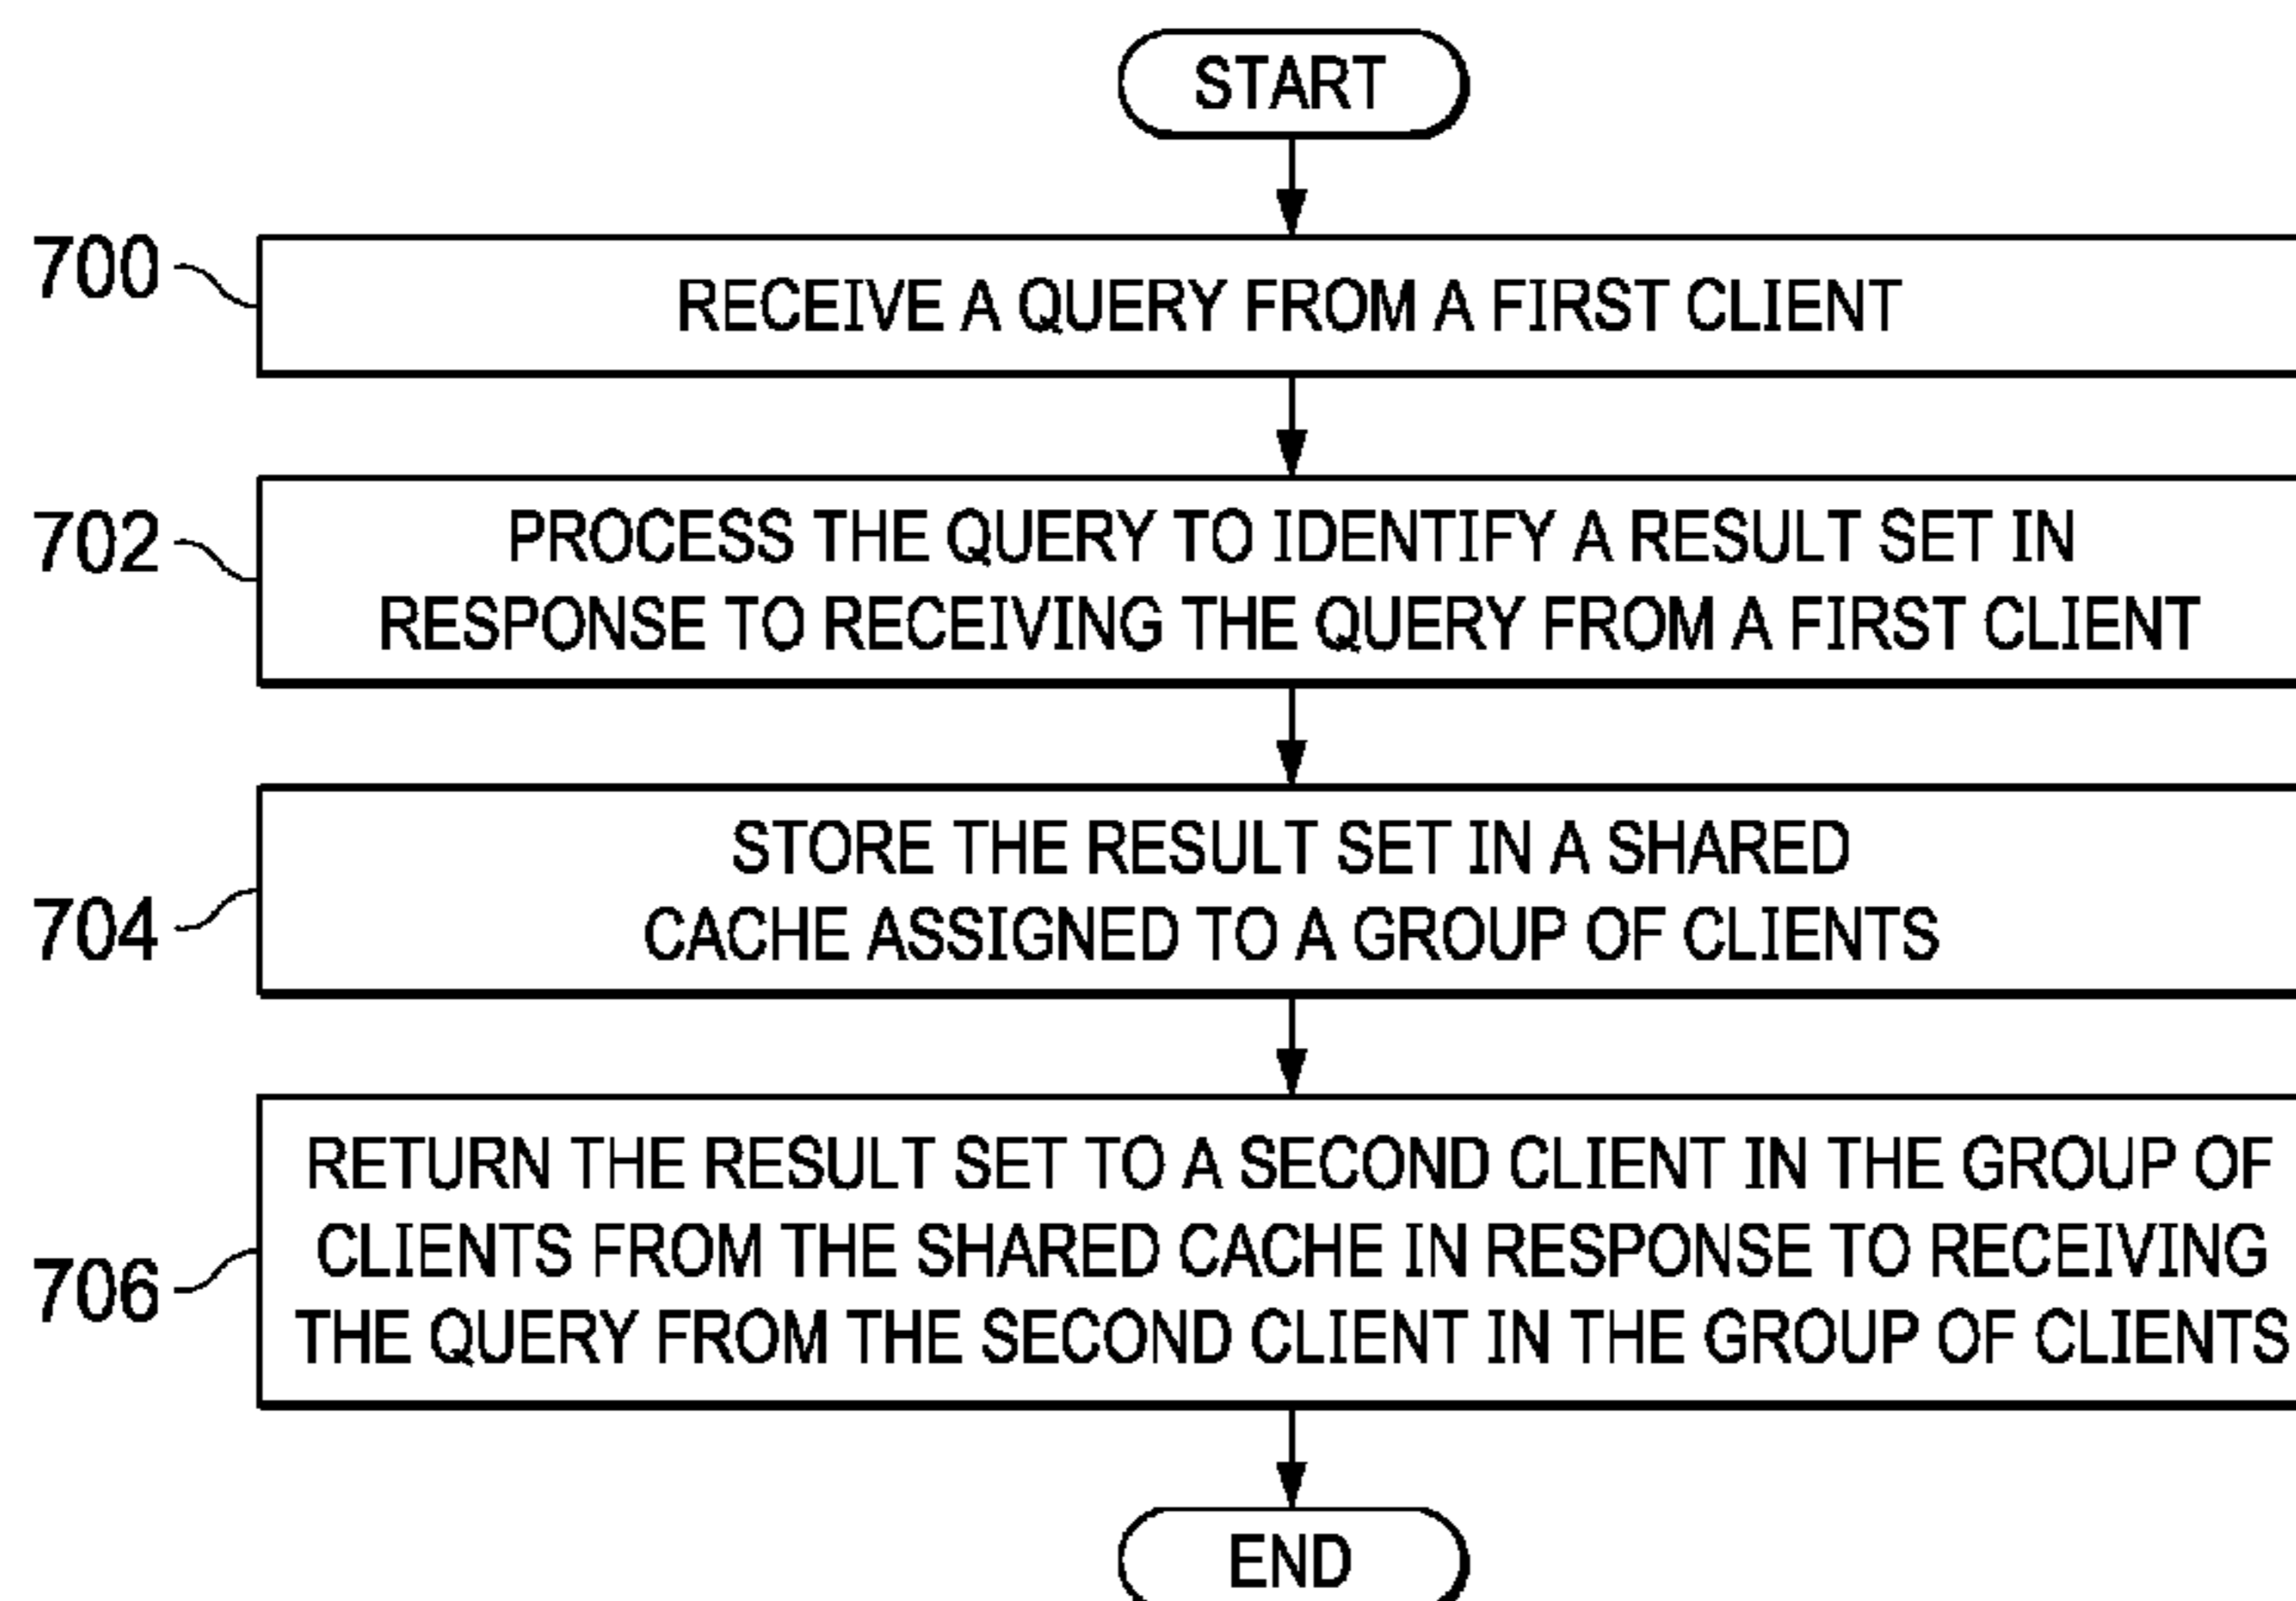 START
700
RECEIVE A QUERY FROM A FIRST CLIENT
702
PROCESS THE QUERY TO IDENTIFY A RESULT SET IN
RESPONSE TO RECEIVING THE QUERY FROM A FIRST CLIENT
704
STORE THE RESULT SET IN A SHARED
CACHE ASSIGNED TO A GROUP OF CLIENTS
706
RETURN THE RESULT SET TO A SECOND CLIENT IN THE GROUP OF
CLIENTS FROM THE SHARED CACHE IN RESPONSE TO RECEIVING
THE QUERY FROM THE SECOND CLIENT IN THE GROUP OF CLIENTS
END